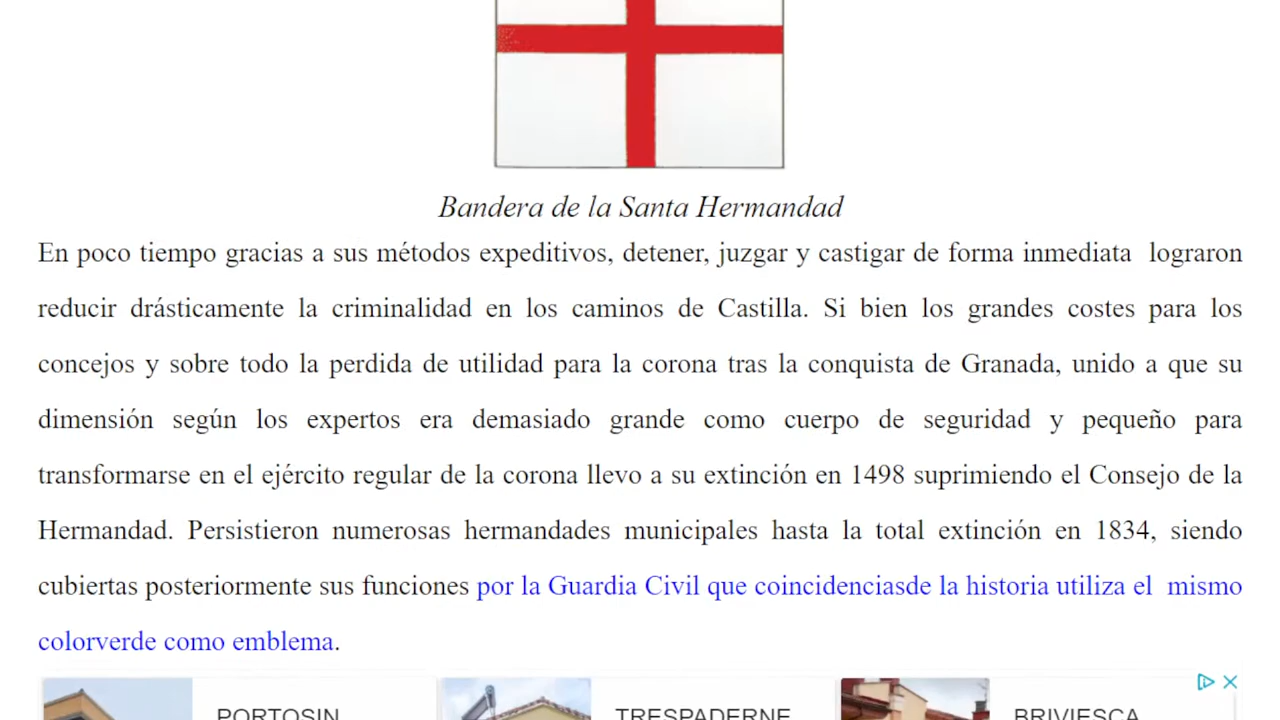 Bandera de la Santa Hermandad
En poco tiempo gracias a sus métodos expeditivos, detener, juzgar y castigar de forma inmediata  lograron
reducir drásticamente la criminalidad en los caminos de Castilla. Si bien los grandes costes para los
concejos y sobre todo la perdida de utilidad para la corona tras la conquista de Granada, unido a que su
dimensión según los expertos era demasiado grande como cuerpo de seguridad y pequeño para
transformarse en el ejército regular de la corona llevo a su extinción en 1498 suprimiendo el Consejo de la
Hermandad. Persistieron numerosas hermandades municipales hasta la total extinción en 1834, siendo
cubiertas posteriormente sus funciones por la Guardia Civil que coincidenciasde la historia utiliza el  mismo
colorverde como emblema.
PORTOSIN TRESPADERNE BRIVIESCA